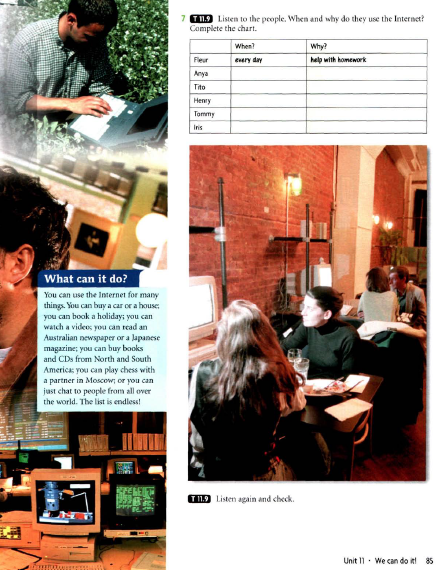 7 T 11.9 Listen to the people. When and why do they use the Internet?
Complete the chart.
When? Why?
Fleur every day help with homework
Anya
Tito
Henry
Tommy
Iris
What can it do?
You can use the Internet for many
things. You can buy a car or a house;
you can book a holiday; you can
watch a video; you can read an
Australian newspaper or a Japanese
magazine; you can buy books
and CDs from North and South
America; you can play chess with
a partner in Moscow; or you can
just chat to people from all over
the world. The list is endless!
T 11.9 Listen again and check.
Unit 11 · We can do it! 85